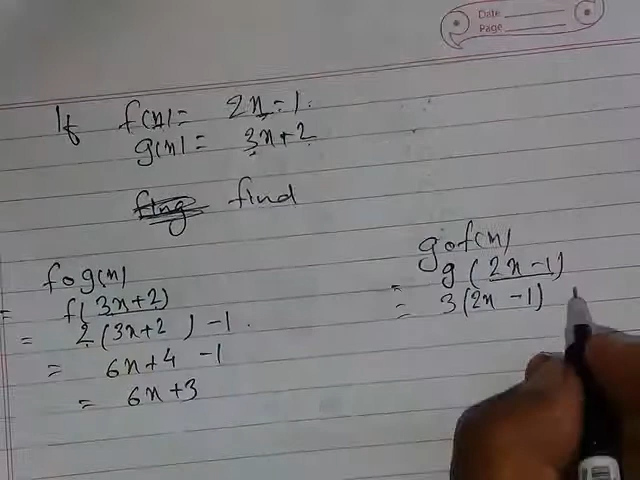 Date
Page
If f(x) = 2x - 1.
g(x) = 3x + 2
find
fog(x)
= f(3x+2)
= 2(3x+2) - 1.
= 6x+4 - 1
= 6x + 3
gof(x)
= g(2x - 1)
= 3(2x - 1)